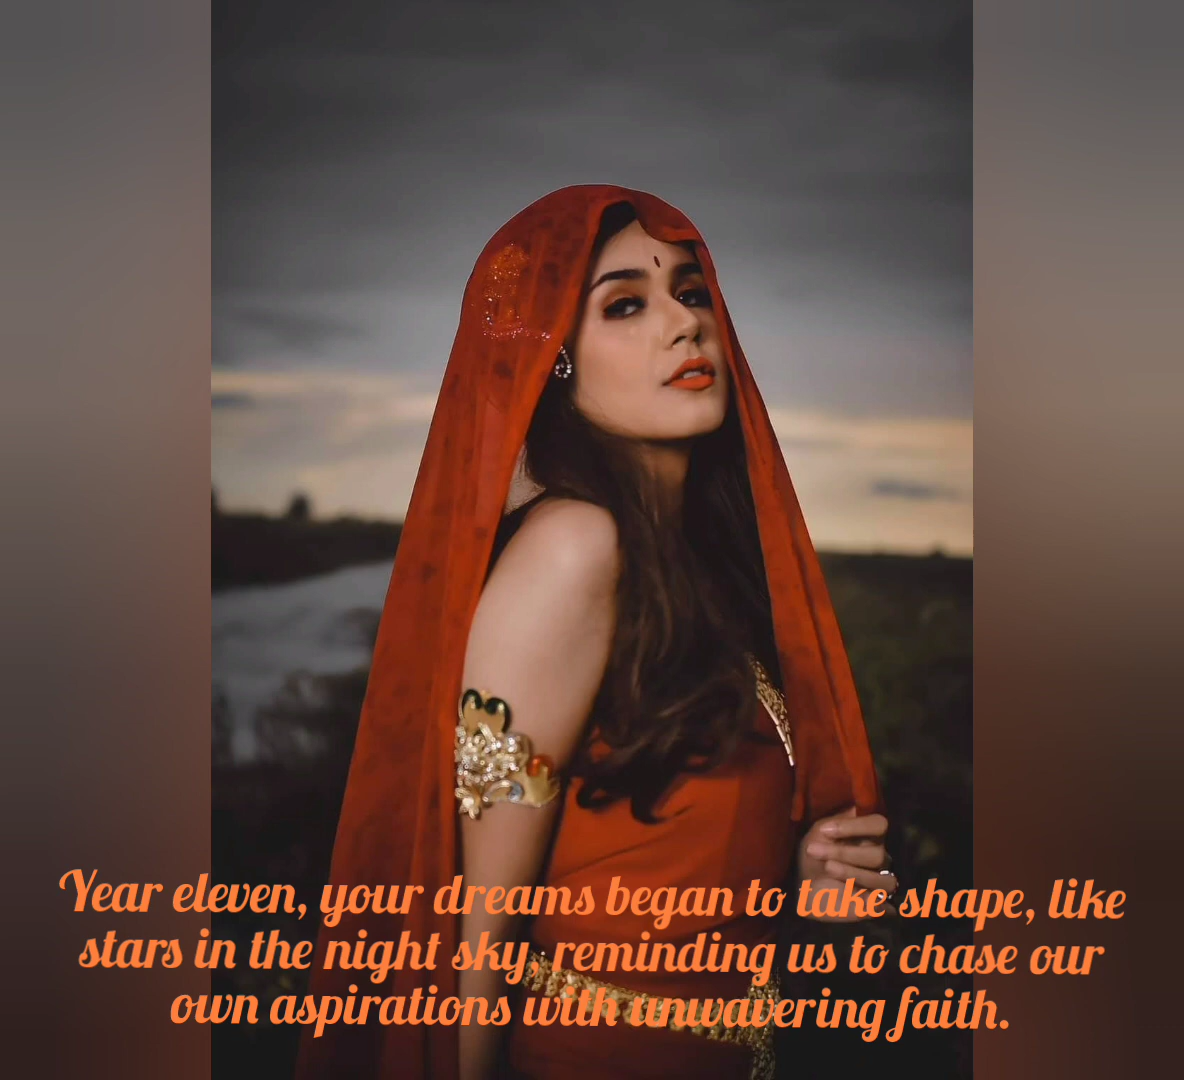 Year eleven, your dreams began to take shape, like
stars in the night sky, reminding us to chase our
own aspirations with unwavering faith.